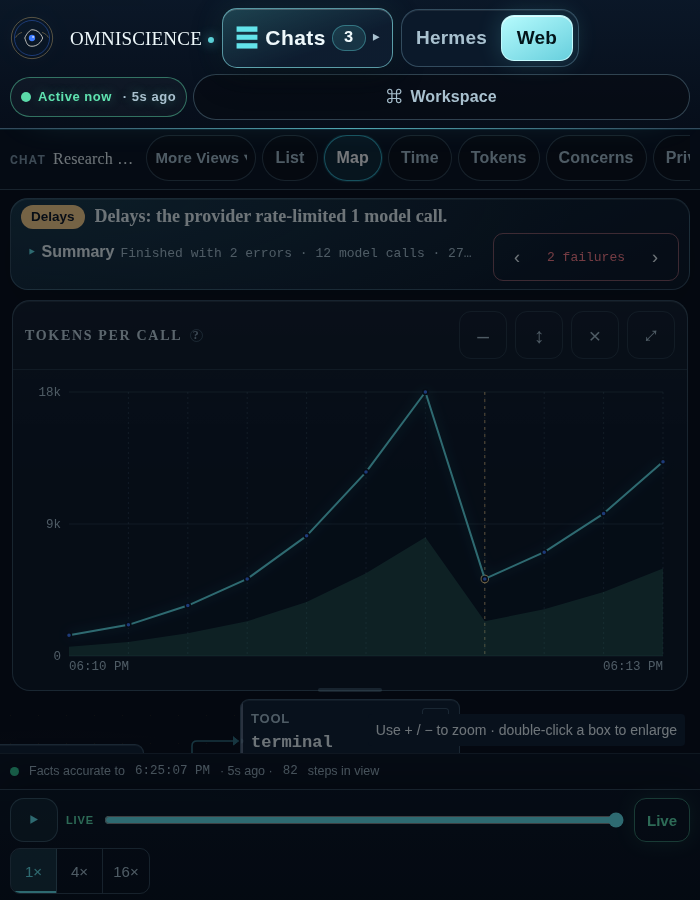 OMNISCIENCE
Chats 3
Hermes Web
Active now · 5s ago
⌘ Workspace
CHAT Research …
More Views
List
Map
Time
Tokens
Concerns
Delays
Delays: the provider rate-limited 1 model call.
Summary Finished with 2 errors · 12 model calls · 27…
‹ 2 failures ›
TOKENS PER CALL ?
18k
9k
0
06:10 PM 06:13 PM
TOOL
terminal
Use + / − to zoom · double-click a box to enlarge
Facts accurate to 6:25:07 PM · 5s ago · 82 steps in view
LIVE
Live
1× 4× 16×